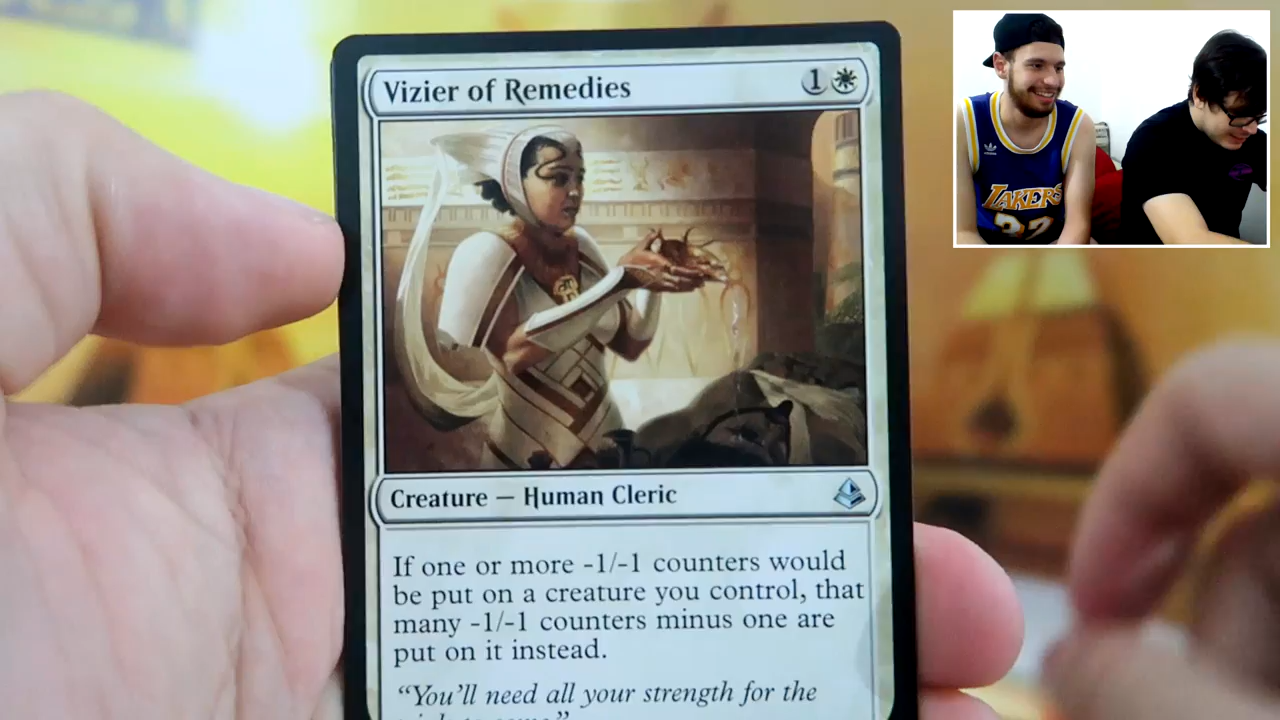 Vizier of Remedies 1
Creature — Human Cleric
If one or more -1/-1 counters would
be put on a creature you control, that
many -1/-1 counters minus one are
put on it instead.
“You’ll need all your strength for the
LAKERS
32